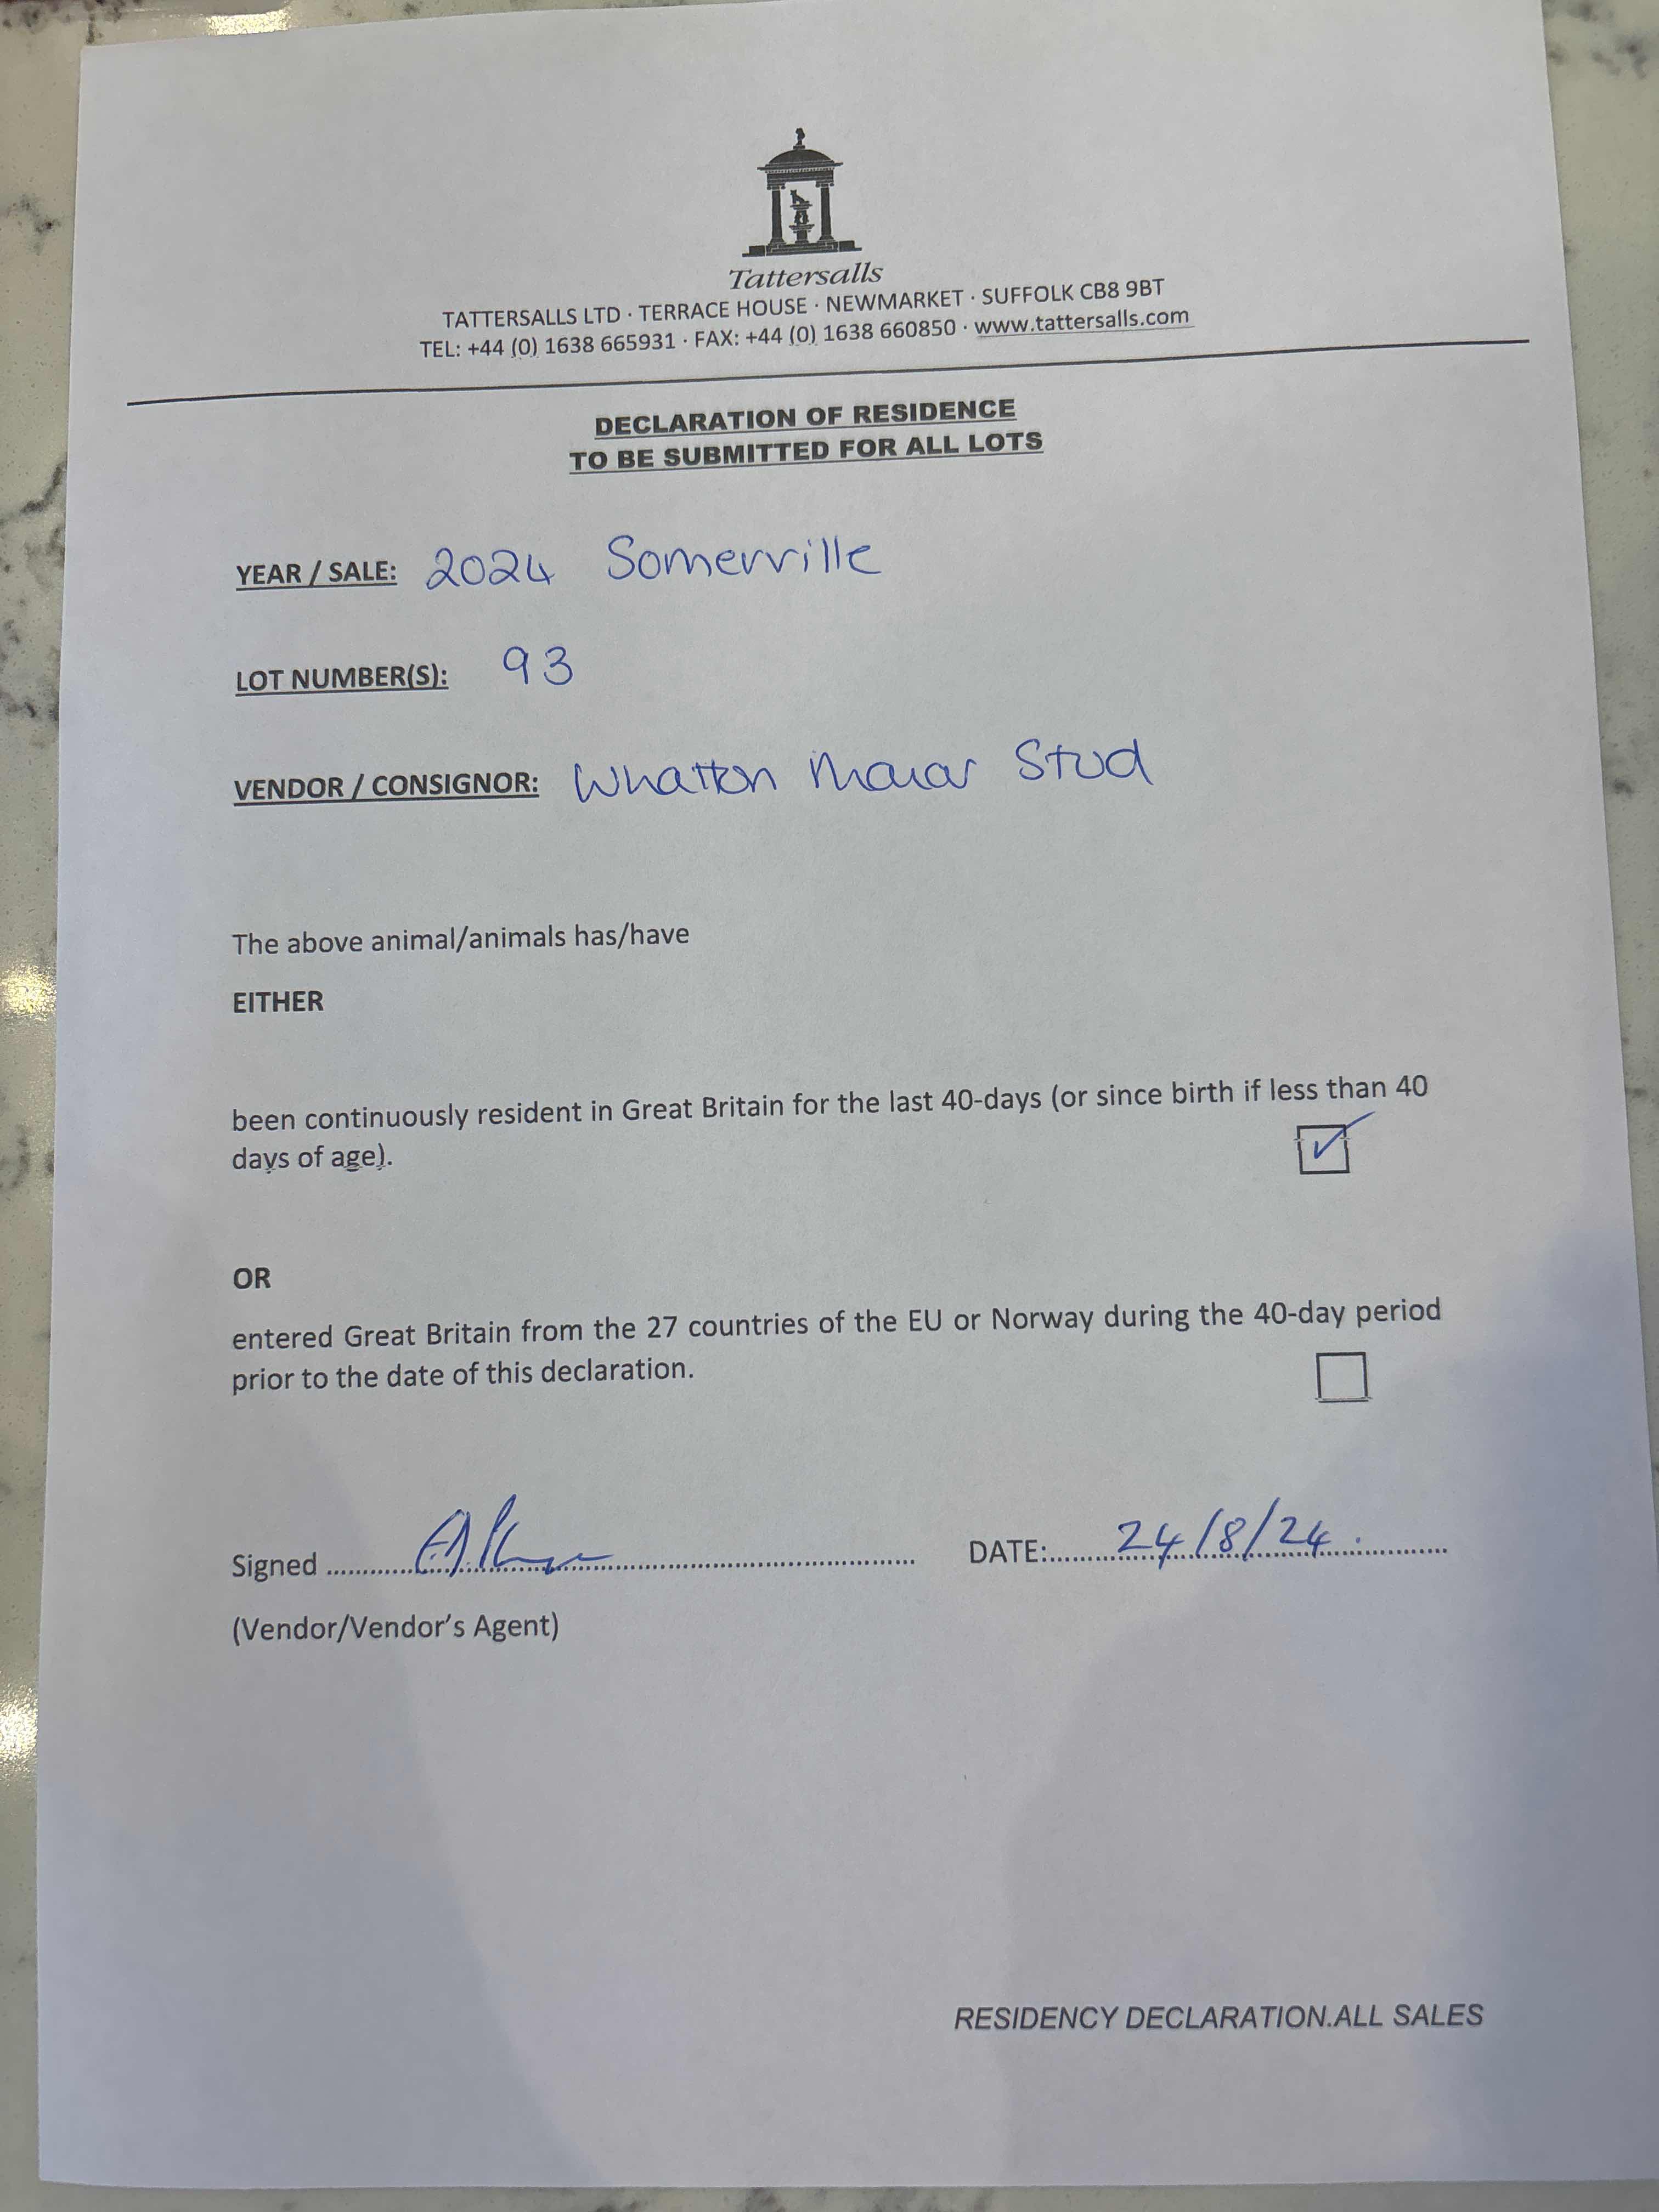 Tattersalls
TATTERSALLS LTD · TERRACE HOUSE · NEWMARKET · SUFFOLK CB8 9BT
TEL: +44 (0) 1638 665931 · FAX: +44 (0) 1638 660850 · www.tattersalls.com
DECLARATION OF RESIDENCE
TO BE SUBMITTED FOR ALL LOTS
YEAR / SALE: 2024 Somerville
LOT NUMBER(S): 93
VENDOR / CONSIGNOR: Whatton Manor Stud
The above animal/animals has/have
EITHER
been continuously resident in Great Britain for the last 40-days (or since birth if less than 40
days of age).
OR
entered Great Britain from the 27 countries of the EU or Norway during the 40-day period
prior to the date of this declaration.
Signed DATE: 24/8/24.
(Vendor/Vendor's Agent)
RESIDENCY DECLARATION.ALL SALES